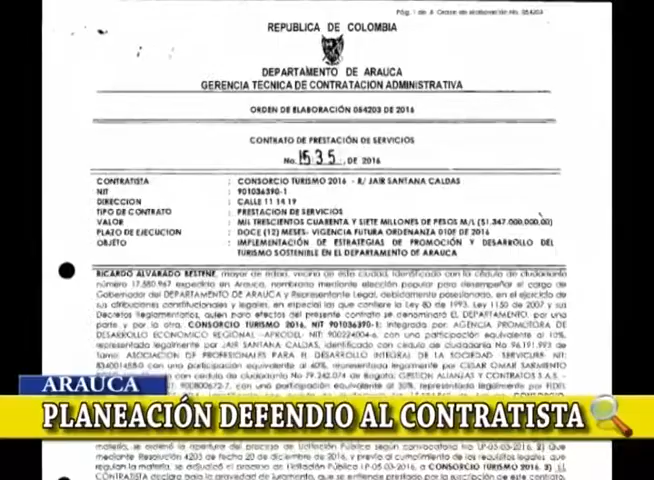 Pág. 1 de 8 Orden de elaboración No. 084203
REPUBLICA DE COLOMBIA
DEPARTAMENTO DE ARAUCA
GERENCIA TECNICA DE CONTRATACION ADMINISTRATIVA
ORDEN DE ELABORACIÓN 084203 DE 2016
CONTRATO DE PRESTACIÓN DE SERVICIOS
No. 535 , DE 2016
CONTRATISTA : CONSORCIO TURISMO 2016 - R/ JAIR SANTANA CALDAS
NIT : 901036390-1
DIRECCION : CALLE 11 14 19
TIPO DE CONTRATO : PRESTACION DE SERVICIOS
VALOR : MIL TRESCIENTOS CUARENTA Y SIETE MILLONES DE PESOS M/L ($1.347.000.000,00)
PLAZO DE EJECUCION : DOCE (12) MESES- VIGENCIA FUTURA ORDENANZA 010E DE 2016
OBJETO : IMPLEMENTACIÓN DE ESTRATEGIAS DE PROMOCIÓN Y DESARROLLO DEL
TURISMO SOSTENIBLE EN EL DEPARTAMENTO DE ARAUCA
RICARDO ALVARADO BESTENE, mayor de edad, vecino de esta ciudad, identificado con la cédula de ciudadanía
número 17.580.967 expedida en Arauca, nombrado mediante elección popular para desempeñar el cargo de
Gobernador del DEPARTAMENTO DE ARAUCA y Representante Legal, debidamente posesionado, en el ejercicio de
sus atribuciones constitucionales y legales, en especial las que contiene la Ley 80 de 1993, Ley 1150 de 2007 y sus
Decretos Reglamentarios, quien para efectos del presente contrato se denominará EL DEPARTAMENTO, por una
parte y por la otra, CONSORCIO TURISMO 2016, NIT 901036390-1; integrado por: AGENCIA PROMOTORA DE
DESARROLLO ECONOMICO REGIONAL -APRODEL- NIT: 900224004-6, con una participación equivalente al 10%,
representada legalmente por JAIR SANTANA CALDAS, identificado con cédula de ciudadanía No 96.191.993 de
Tame; ASOCIACION DE PROFESIONALES PARA EL DESARROLLO INTEGRAL DE LA SOCIEDAD SERVICURE- NIT:
834001458-0 con una participación equivalente al 60%, representada legalmente por CESAR OMAR SARMIENTO
con cédula de ciudadanía No 79.242.074 de Bogotá; GESTION ALIANZAS Y CONTRATOS S.A.S -
900800672-7, con una participación equivalente al 30%, representada legalmente por FIDEL
ARAUCA
PLANEACIÓN DEFENDIO AL CONTRATISTA
materia, se ordenó la apertura del proceso de Licitación Pública según convocatoria No LP-05-03-2016. 2) Que
mediante Resolución 4205 de fecha 20 de diciembre de 2016, y previo al cumplimiento de los requisitos legales que
regulan la materia, se adjudicó el proceso de Licitación Pública LP-05-03-2016, a CONSORCIO TURISMO 2016. 3) El
CONTRATISTA declara bajo la gravedad de juramento, que se entiende prestado por la suscripción de este contrato,